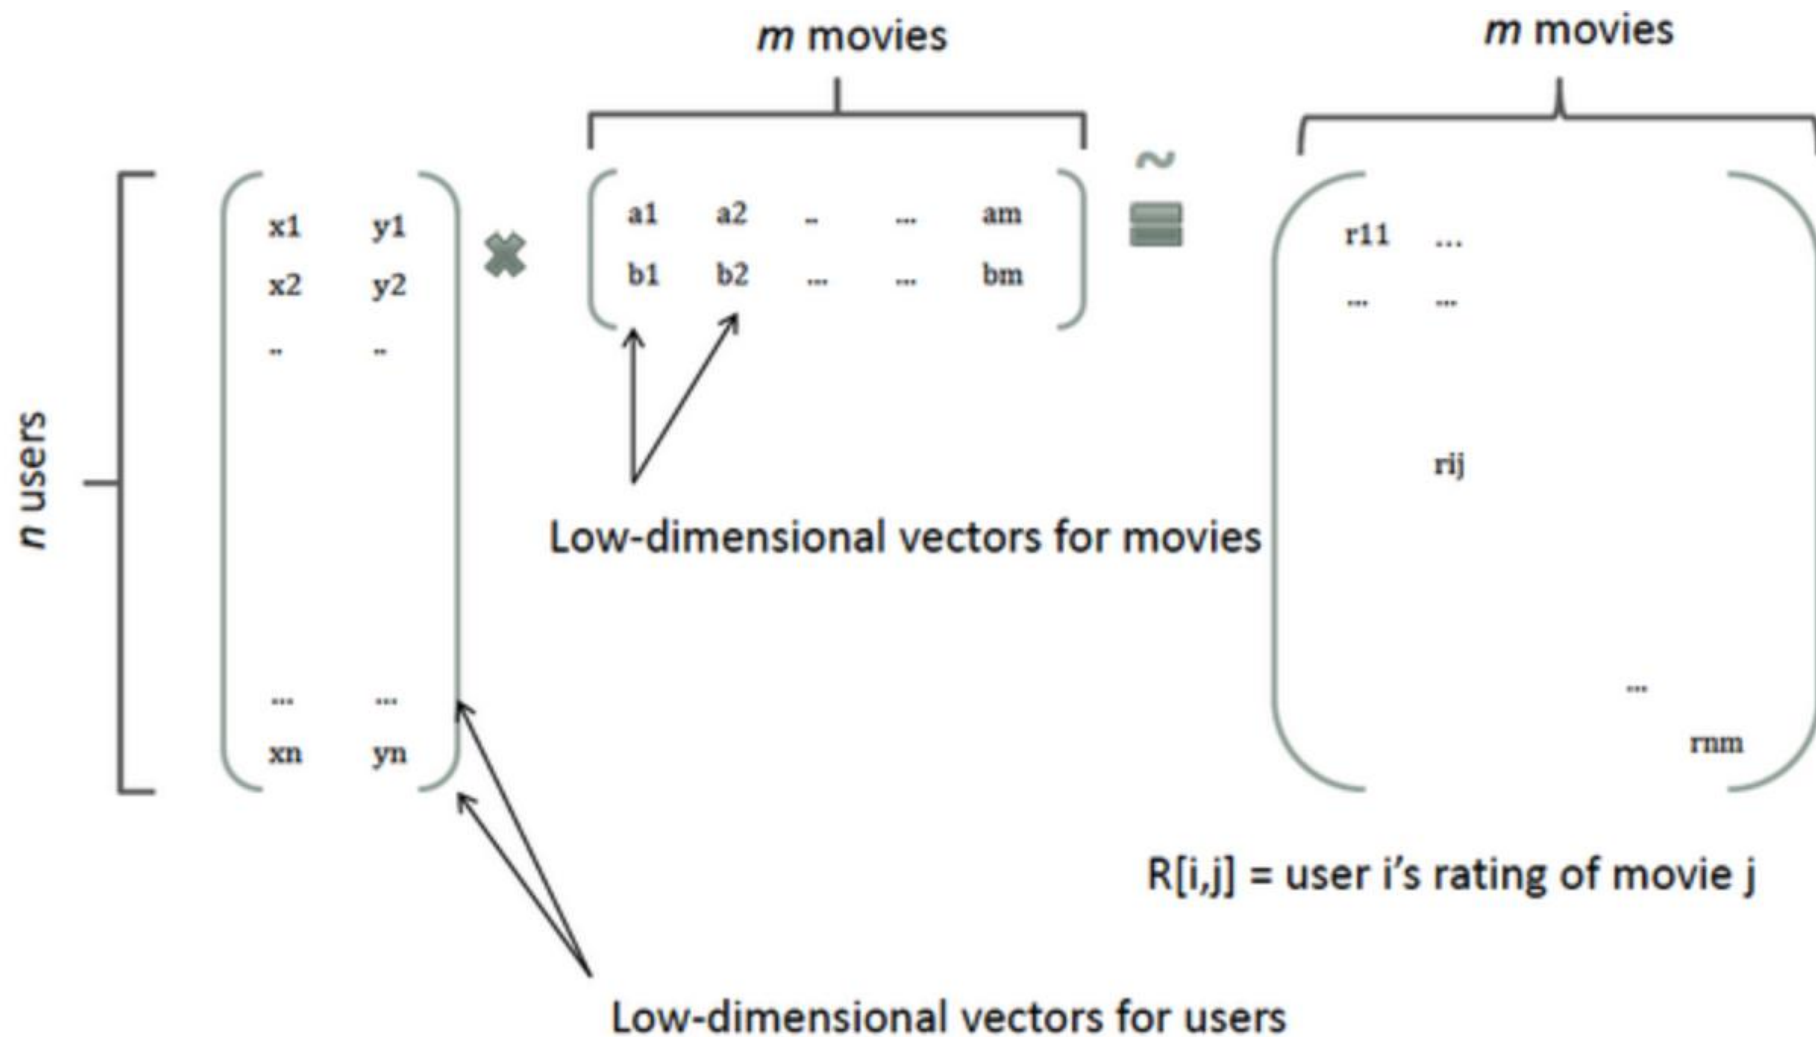 m movies
m movies
n users
x1 y1
x2 y2
.. ..
... ...
xn yn
✖
a1 a2 .. ... am
b1 b2 ... ... bm
~
=
r11 ...
... ...
rij
...
rnm
Low-dimensional vectors for movies
R[i,j] = user i’s rating of movie j
Low-dimensional vectors for users